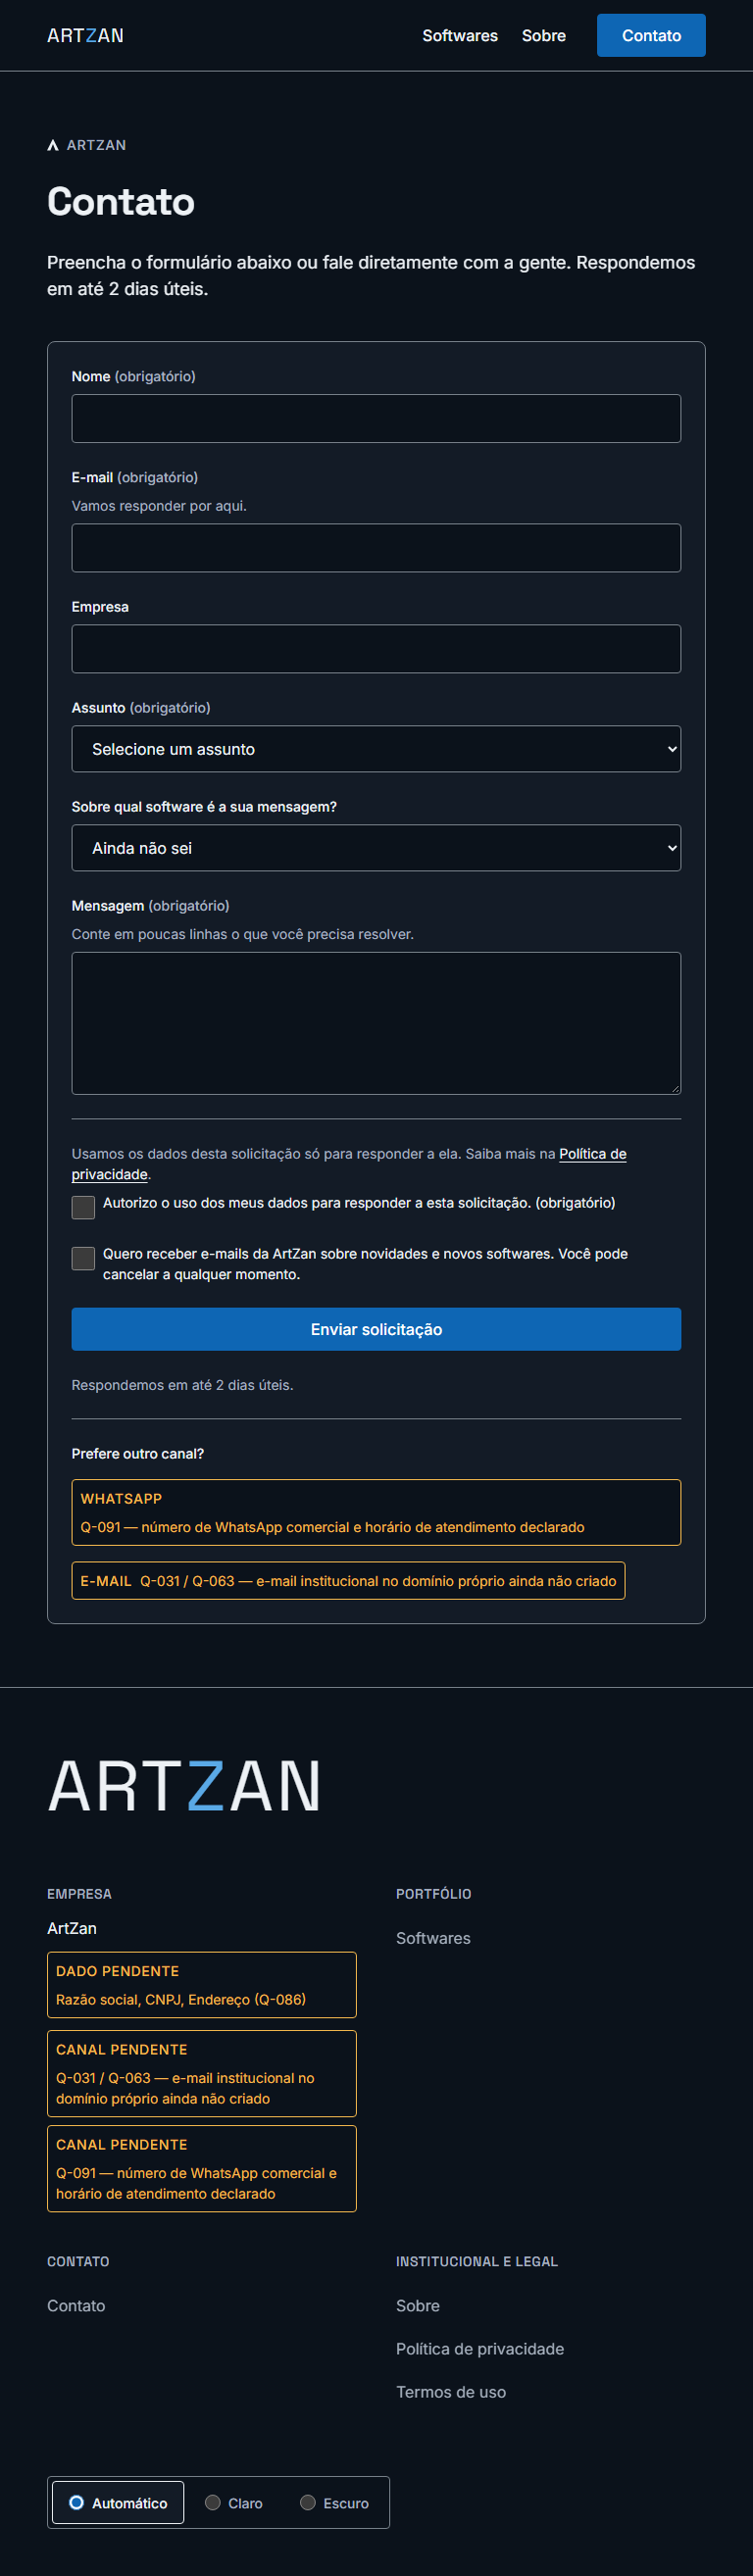 ARTZAN
Softwares
Sobre
Contato
ARTZAN
Contato
Preencha o formulário abaixo ou fale diretamente com a gente. Respondemos
em até 2 dias úteis.
Nome (obrigatório)
E-mail (obrigatório)
Vamos responder por aqui.
Empresa
Assunto (obrigatório)
Selecione um assunto
Sobre qual software é a sua mensagem?
Ainda não sei
Mensagem (obrigatório)
Conte em poucas linhas o que você precisa resolver.
Usamos os dados desta solicitação só para responder a ela. Saiba mais na Política de
privacidade.
Autorizo o uso dos meus dados para responder a esta solicitação. (obrigatório)
Quero receber e-mails da ArtZan sobre novidades e novos softwares. Você pode
cancelar a qualquer momento.
Enviar solicitação
Respondemos em até 2 dias úteis.
Prefere outro canal?
WHATSAPP
Q-091 — número de WhatsApp comercial e horário de atendimento declarado
E-MAIL Q-031 / Q-063 — e-mail institucional no domínio próprio ainda não criado
ARTZAN
EMPRESA
ArtZan
DADO PENDENTE
Razão social, CNPJ, Endereço (Q-086)
CANAL PENDENTE
Q-031 / Q-063 — e-mail institucional no
domínio próprio ainda não criado
CANAL PENDENTE
Q-091 — número de WhatsApp comercial e
horário de atendimento declarado
PORTFÓLIO
Softwares
CONTATO
Contato
INSTITUCIONAL E LEGAL
Sobre
Política de privacidade
Termos de uso
Automático
Claro
Escuro